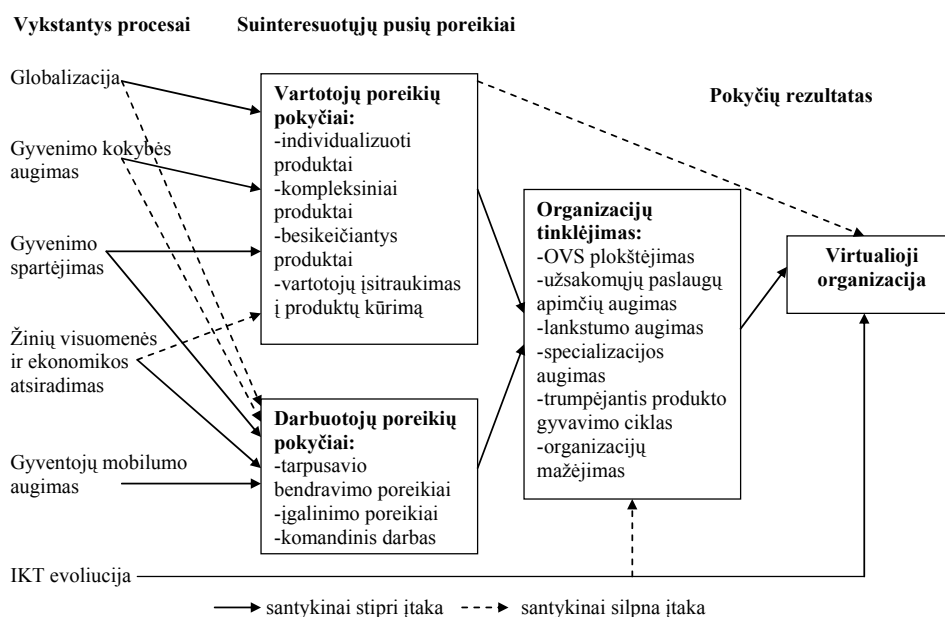 Vykstantys procesai
Suinteresuotųjų pusių poreikiai
Pokyčių rezultatas
Globalizacija
Gyvenimo kokybės
augimas
Gyvenimo
spartėjimas
Žinių visuomenės
ir ekonomikos
atsiradimas
Gyventojų mobilumo
augimas
IKT evoliucija
Vartotojų poreikių
pokyčiai:
-individualizuoti
produktai
-kompleksiniai
produktai
-besikeičiantys
produktai
-vartotojų įsitraukimas
į produktų kūrimą
Darbuotojų poreikių
pokyčiai:
-tarpusavio
bendravimo poreikiai
-įgalinimo poreikiai
-komandinis darbas
Organizacijų
tinklėjimas:
-OVS plokštėjimas
-užsakomųjų paslaugų
apimčių augimas
-lankstumo augimas
-specializacijos
augimas
-trumpėjantis produkto
gyvavimo ciklas
-organizacijų
mažėjimas
Virtualioji
organizacija
santykinai stipri įtaka
santykinai silpna įtaka